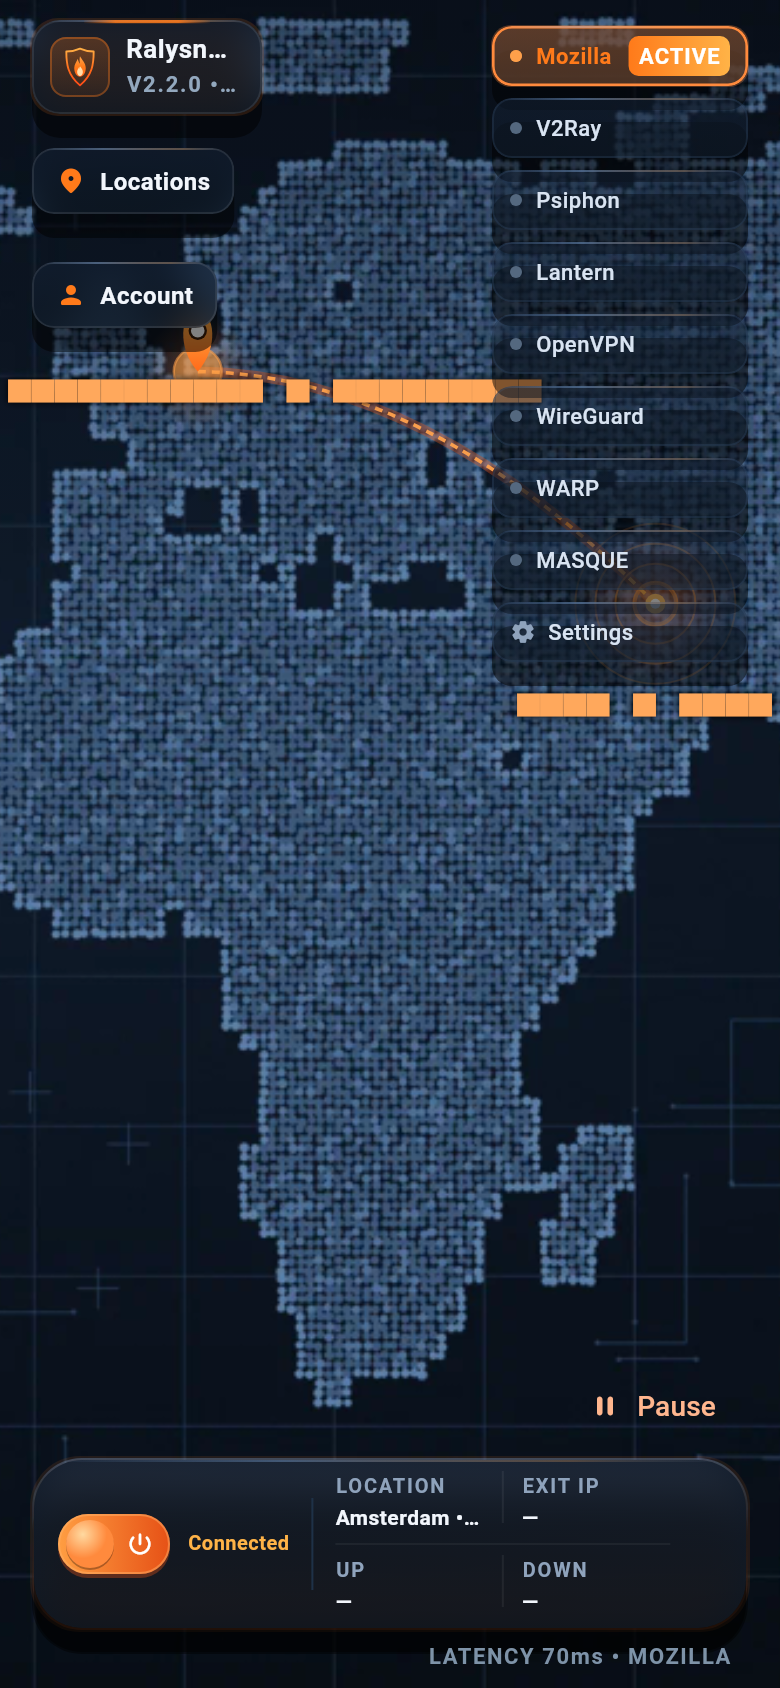 Ralysn...
V2.2.0 •...
Locations
Account
Mozilla ACTIVE
V2Ray
Psiphon
Lantern
OpenVPN
WireGuard
WARP
MASQUE
Settings
Pause
Connected
LOCATION
Amsterdam •...
EXIT IP
—
UP
—
DOWN
—
LATENCY 70ms • MOZILLA